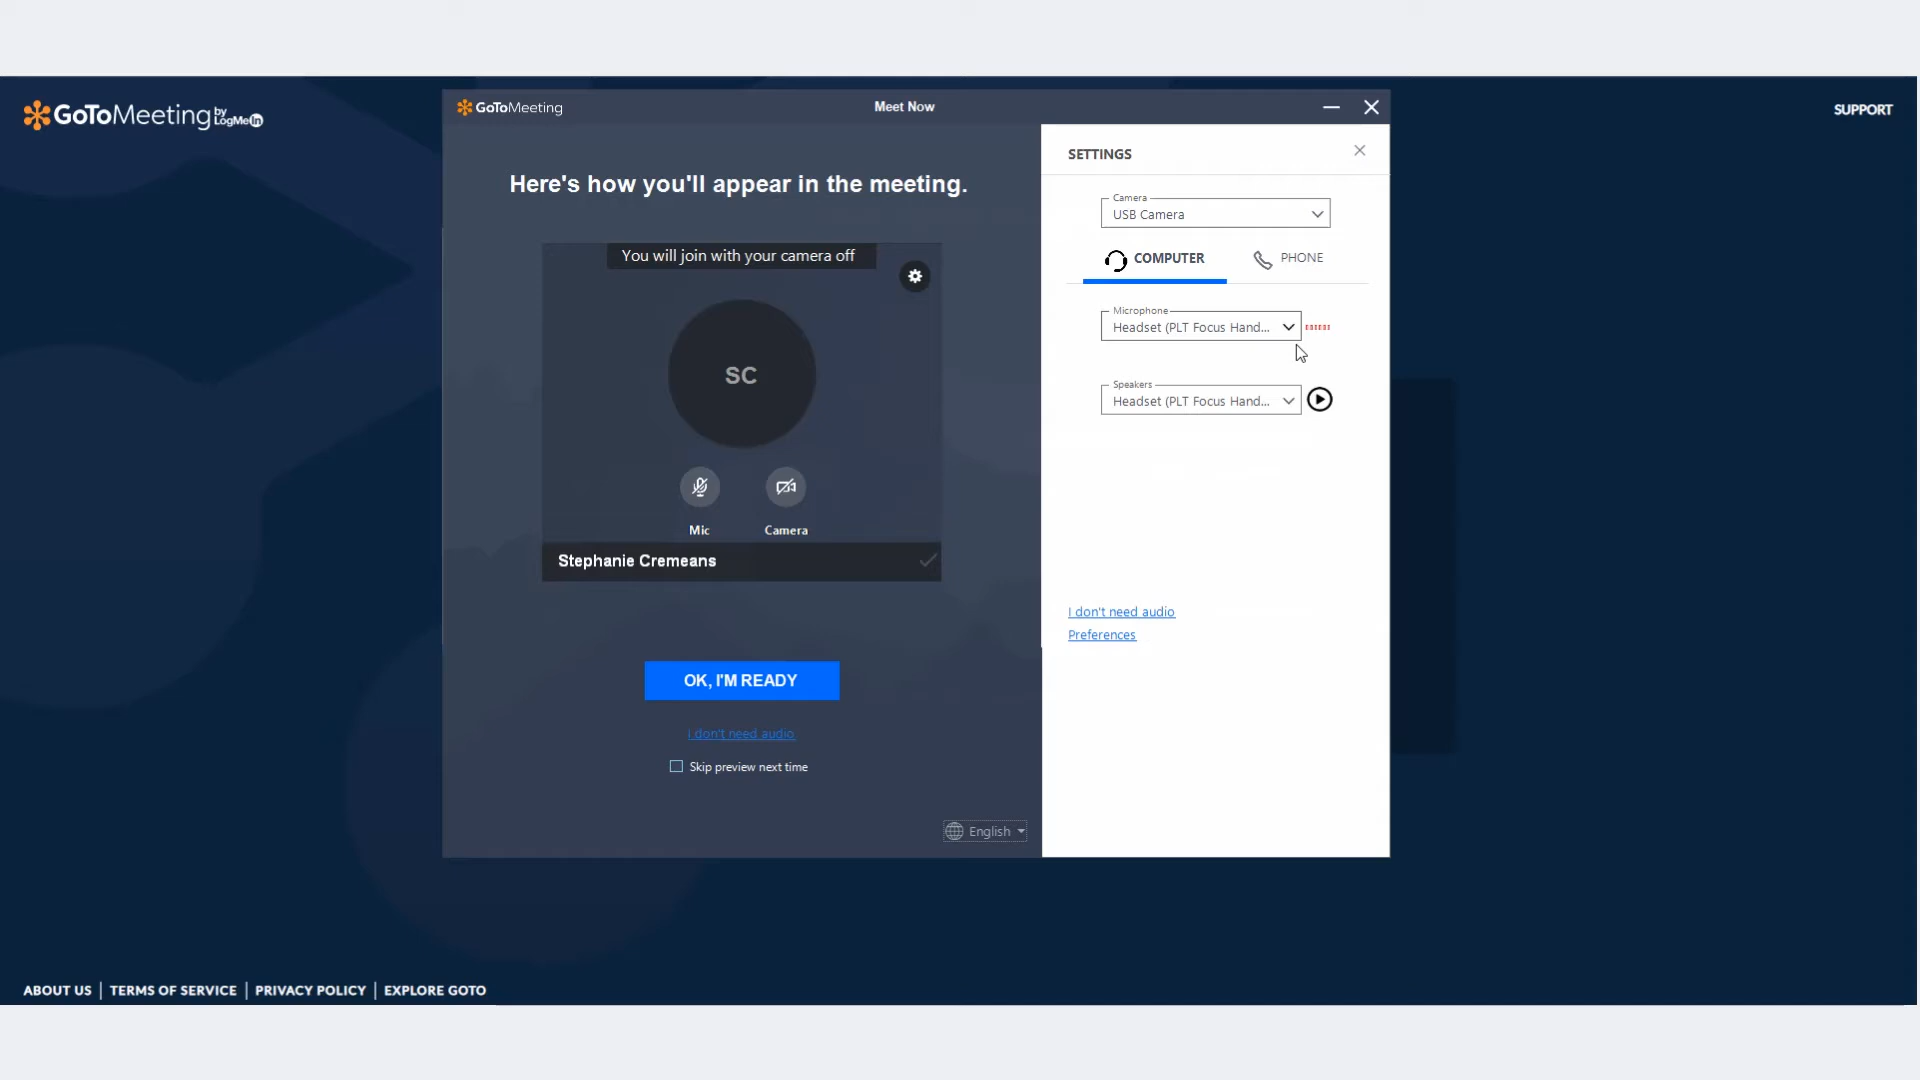 GoToMeeting by LogMeIn
SUPPORT
GoToMeeting
Meet Now
Here's how you'll appear in the meeting.
You will join with your camera off
SC
Mic
Camera
Stephanie Cremeans
OK, I'M READY
I don't need audio
Skip preview next time
English
SETTINGS
Camera
USB Camera
COMPUTER
PHONE
Microphone
Headset (PLT Focus Hand...
Speakers
Headset (PLT Focus Hand...
I don't need audio
Preferences
ABOUT US | TERMS OF SERVICE | PRIVACY POLICY | EXPLORE GOTO